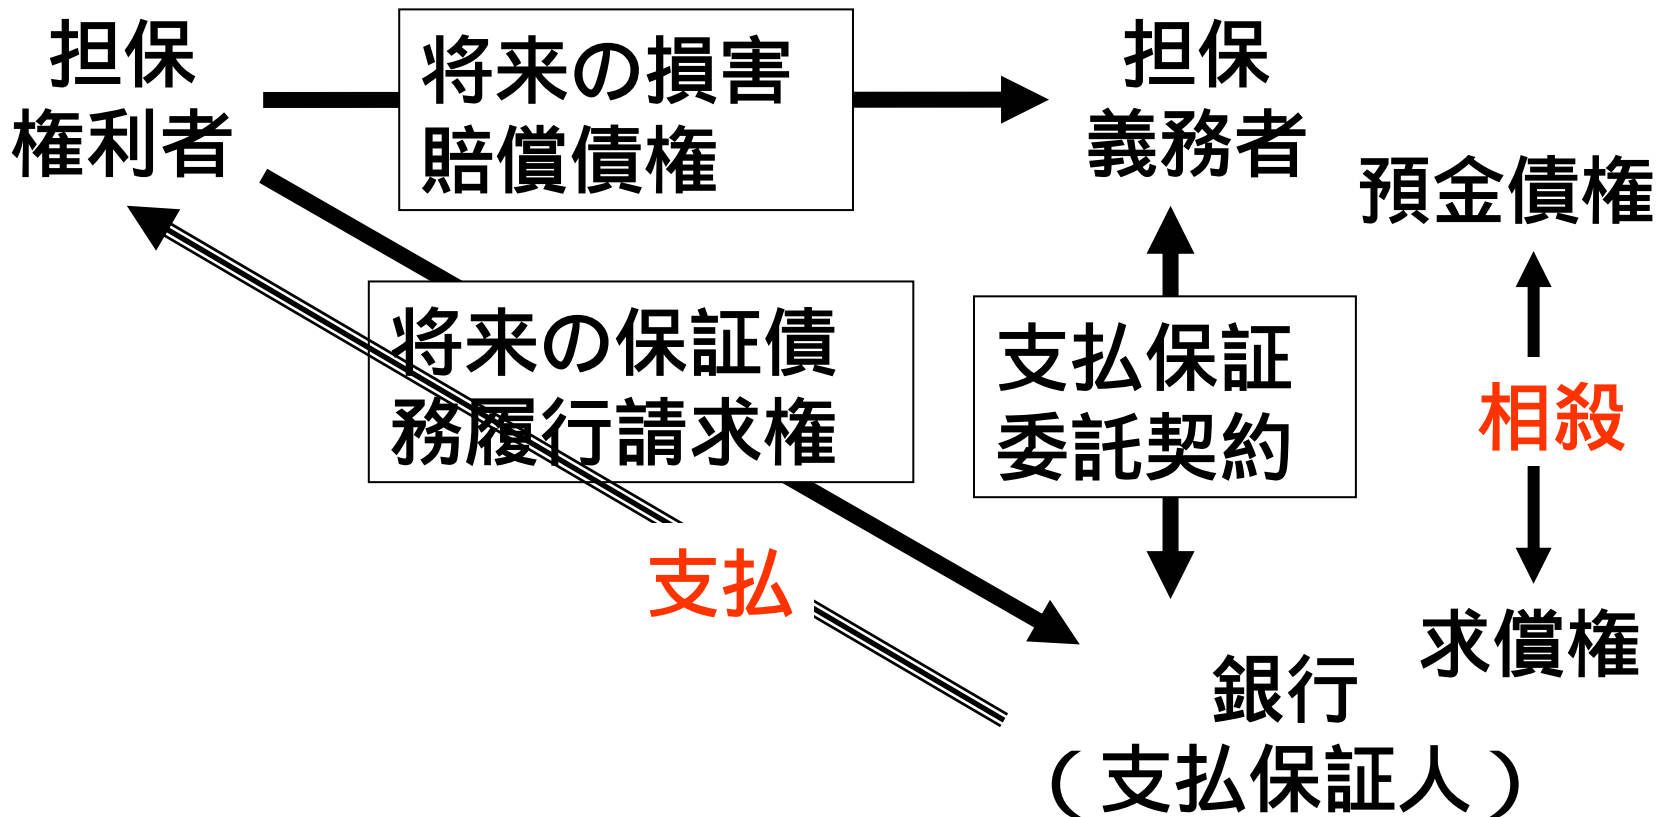 担保
権利者
将来の損害
賠償債権
担保
義務者
預金債権
将来の保証債
務履行請求権
支払保証
委託契約
相殺
支払
求償権
銀行
（支払保証人）